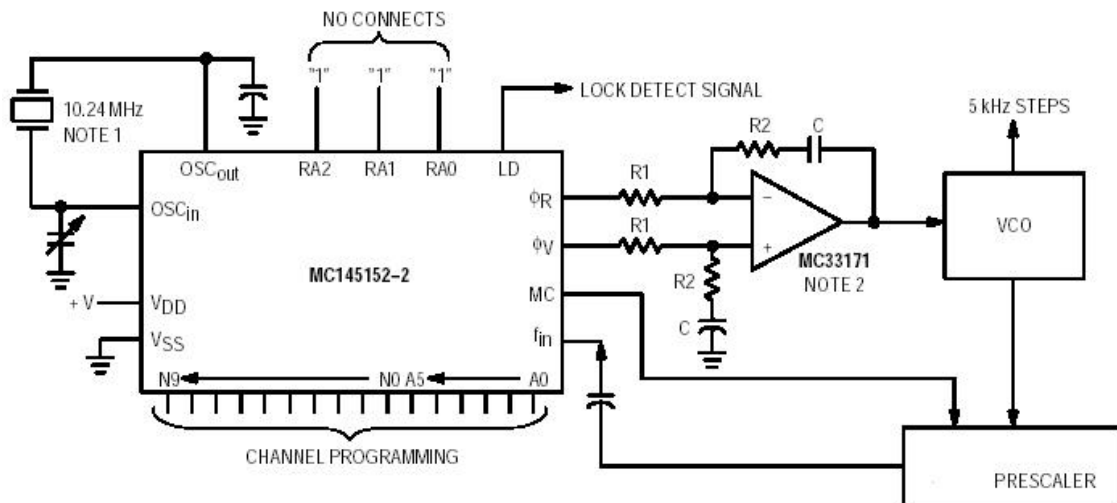 NO CONNECTS
"1" "1" "1"
LOCK DETECT SIGNAL
10.24 MHz
NOTE 1
5 kHz STEPS
R2 C
OSCout RA2 RA1 RA0 LD
ϕR R1
OSCin
VCO
ϕV R1
MC145152–2
– +
MC33171
NOTE 2
R2
C
MC
+ V VDD
VSS
fin
N9 N0 A5 A0
CHANNEL PROGRAMMING
PRESCALER